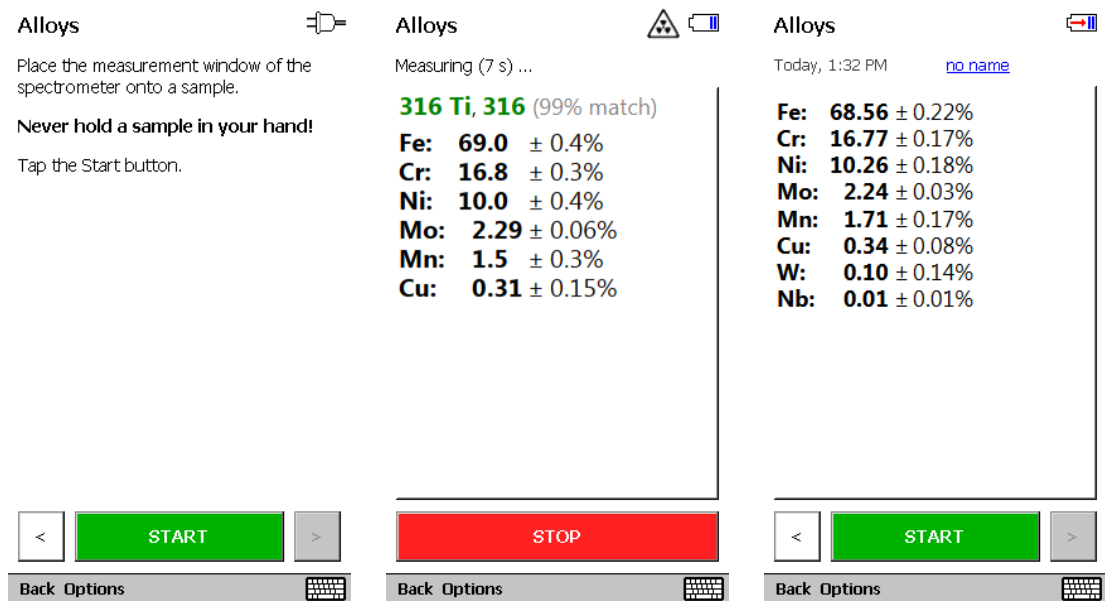 Alloys
Place the measurement window of the
spectrometer onto a sample.
Never hold a sample in your hand!
Tap the Start button.
<
START
>
Back Options
Alloys
Measuring (7 s) ...
316 Ti, 316 (99% match)
Fe: 69.0 ± 0.4%
Cr: 16.8 ± 0.3%
Ni: 10.0 ± 0.4%
Mo: 2.29 ± 0.06%
Mn: 1.5 ± 0.3%
Cu: 0.31 ± 0.15%
STOP
Back Options
Alloys
Today, 1:32 PM no name
Fe: 68.56 ± 0.22%
Cr: 16.77 ± 0.17%
Ni: 10.26 ± 0.18%
Mo: 2.24 ± 0.03%
Mn: 1.71 ± 0.17%
Cu: 0.34 ± 0.08%
W: 0.10 ± 0.14%
Nb: 0.01 ± 0.01%
<
START
>
Back Options